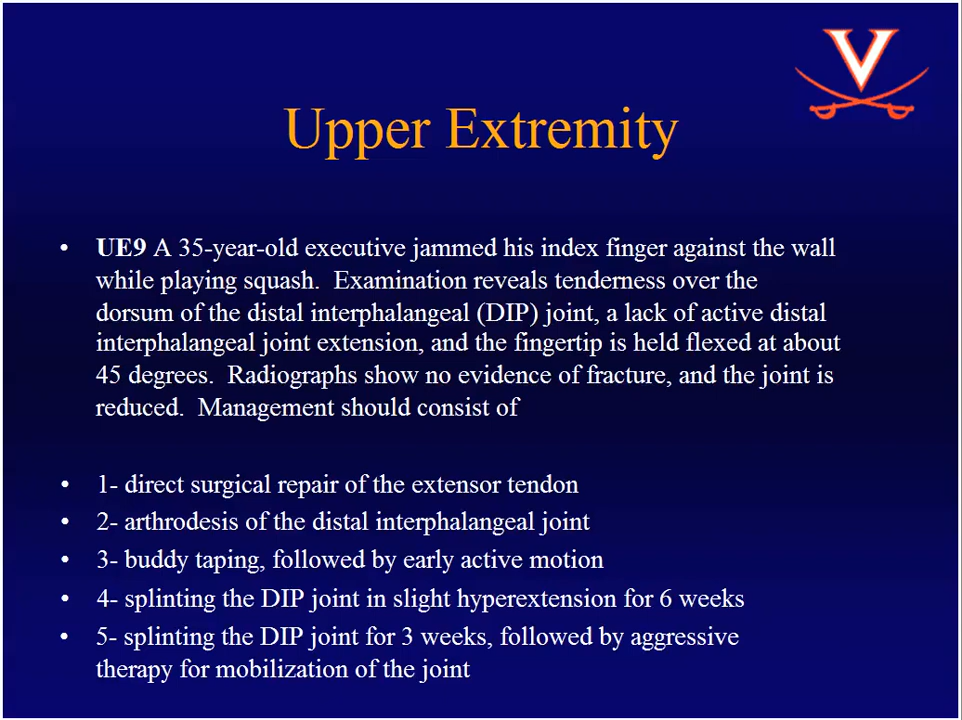 V
Upper Extremity
• UE9 A 35-year-old executive jammed his index finger against the wall
while playing squash.  Examination reveals tenderness over the
dorsum of the distal interphalangeal (DIP) joint, a lack of active distal
interphalangeal joint extension, and the fingertip is held flexed at about
45 degrees.  Radiographs show no evidence of fracture, and the joint is
reduced.  Management should consist of
• 1- direct surgical repair of the extensor tendon
• 2- arthrodesis of the distal interphalangeal joint
• 3- buddy taping, followed by early active motion
• 4- splinting the DIP joint in slight hyperextension for 6 weeks
• 5- splinting the DIP joint for 3 weeks, followed by aggressive
therapy for mobilization of the joint